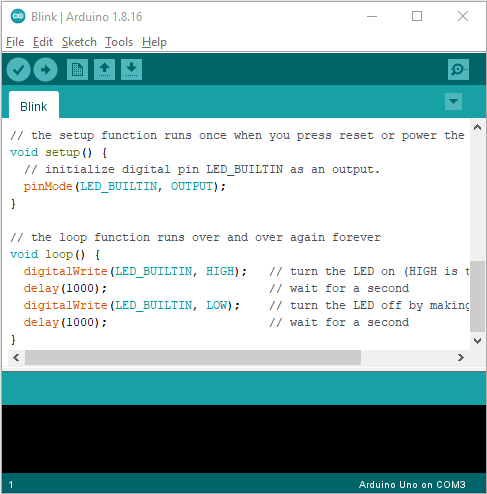 Blink | Arduino 1.8.16
File Edit Sketch Tools Help
Blink
// the setup function runs once when you press reset or power the
void setup() {
  // initialize digital pin LED_BUILTIN as an output.
  pinMode(LED_BUILTIN, OUTPUT);
}
// the loop function runs over and over again forever
void loop() {
  digitalWrite(LED_BUILTIN, HIGH);   // turn the LED on (HIGH is t
  delay(1000);                       // wait for a second
  digitalWrite(LED_BUILTIN, LOW);    // turn the LED off by making
  delay(1000);                       // wait for a second
}
1
Arduino Uno on COM3